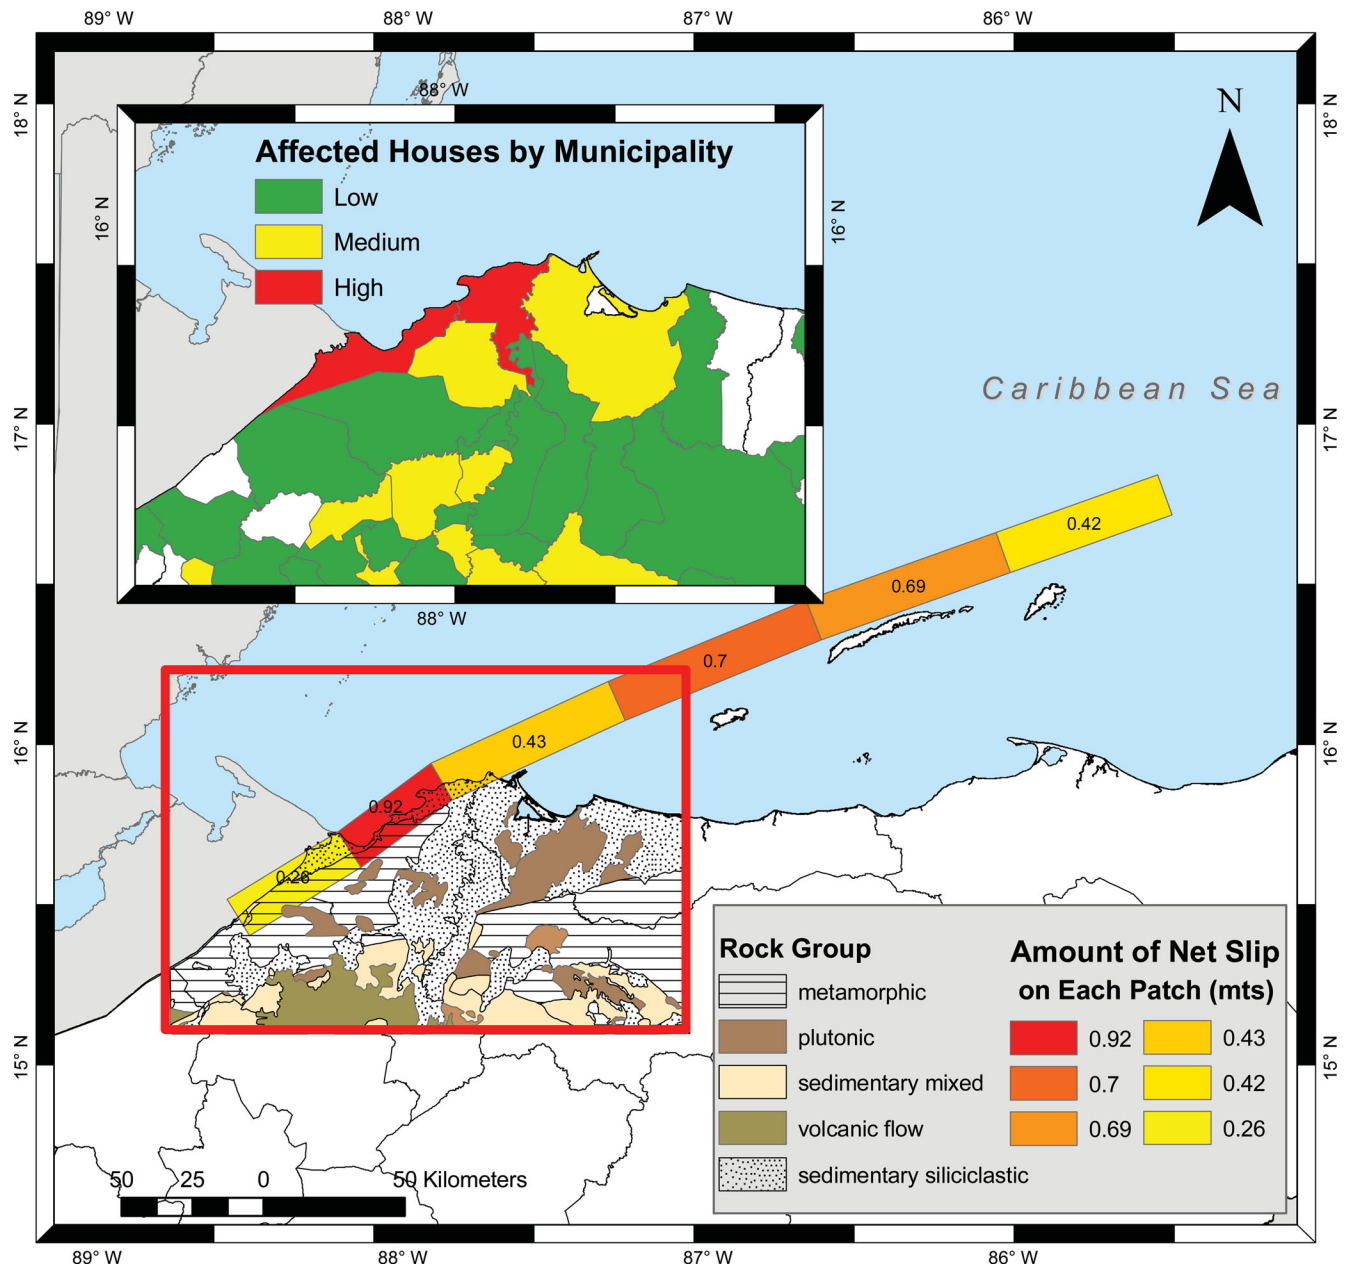 89° W 88° W 87° W 86° W
88° W
18° N 18° N
N
Affected Houses by Municipality
Low
Medium
High
16° N 16° N
17° N 17° N
Caribbean Sea
0.42
0.69
88° W
0.7
0.43
16° N 16° N
0.92
0.26
Rock Group
metamorphic
plutonic
sedimentary mixed
volcanic flow
sedimentary siliciclastic
Amount of Net Slip
on Each Patch (mts)
0.92 0.43
0.7 0.42
0.69 0.26
15° N 15° N
50 25 0 50 Kilometers
89° W 88° W 87° W 86° W